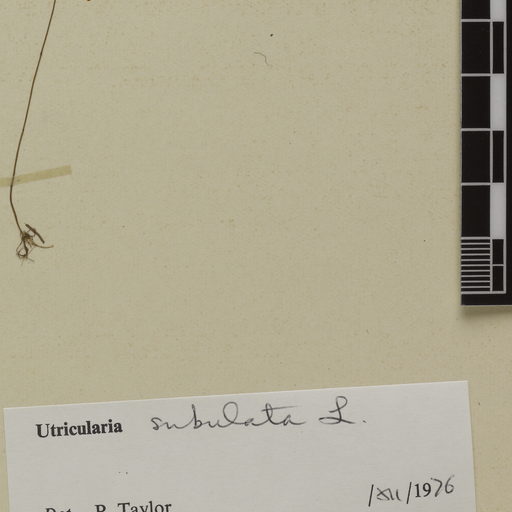 Utricularia subulata L.
Det. P. Taylor /XII/1976